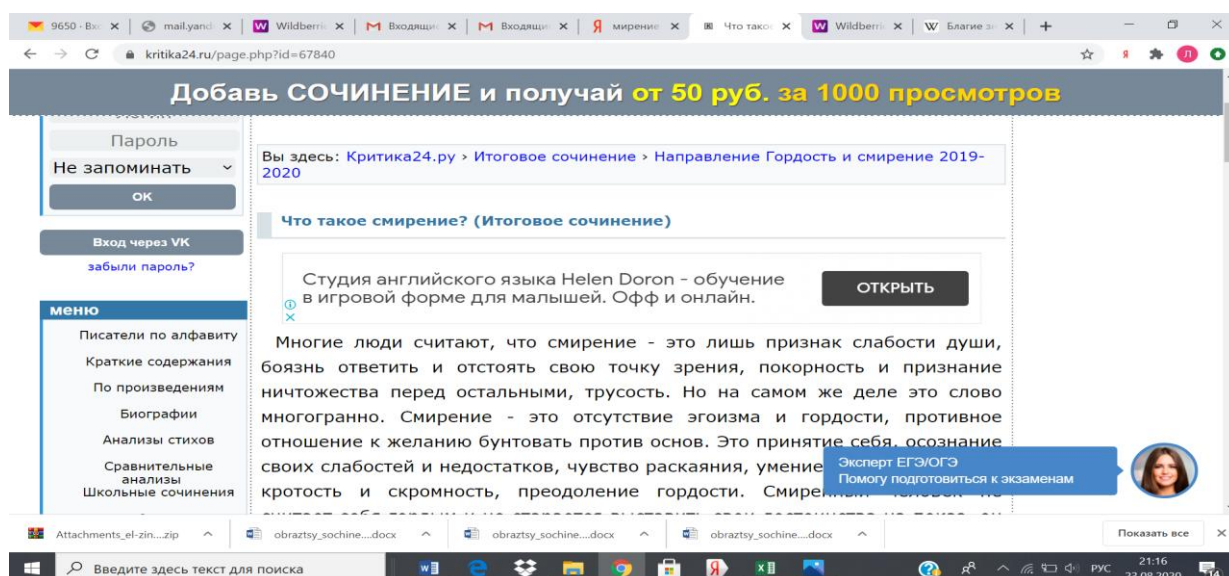 9650 · Вхо
mail.yand
Wildberri
Входящие
Входящие
мирение
Что такое
Wildberri
Благие з
kritika24.ru/page.php?id=67840
Добавь СОЧИНЕНИЕ и получай от 50 руб. за 1000 просмотров
Пароль
Не запоминать
ОК
Вход через VK
забыли пароль?
меню
Писатели по алфавиту
Краткие содержания
По произведениям
Биографии
Анализы стихов
Сравнительные
анализы
Школьные сочинения
Вы здесь: Критика24.ру › Итоговое сочинение › Направление Гордость и смирение 2019-
2020
Что такое смирение? (Итоговое сочинение)
Студия английского языка Helen Doron - обучение
в игровой форме для малышей. Офф и онлайн.
ОТКРЫТЬ
Многие люди считают, что смирение - это лишь признак слабости души,
боязнь ответить и отстоять свою точку зрения, покорность и признание
ничтожества перед остальными, трусость. Но на самом же деле это слово
многогранно. Смирение - это отсутствие эгоизма и гордости, противное
отношение к желанию бунтовать против основ. Это принятие себя, осознание
своих слабостей и недостатков, чувство раскаяния, умение
кротость и скромность, преодоление гордости.
Эксперт ЕГЭ/ОГЭ
Помогу подготовиться к экзаменам
Attachments_el-zin....zip
obraztsy_sochine....docx
obraztsy_sochine....docx
obraztsy_sochine....docx
Показать все
Введите здесь текст для поиска
РУС
21:16